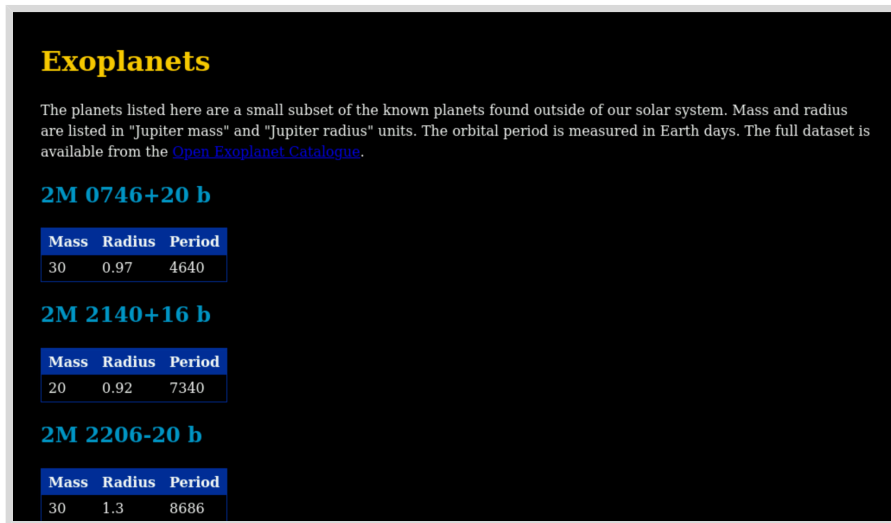 Exoplanets
The planets listed here are a small subset of the known planets found outside of our solar system. Mass and radius
are listed in "Jupiter mass" and "Jupiter radius" units. The orbital period is measured in Earth days. The full dataset is
available from the Open Exoplanet Catalogue.
2M 0746+20 b
Mass Radius Period
30 0.97 4640
2M 2140+16 b
Mass Radius Period
20 0.92 7340
2M 2206-20 b
Mass Radius Period
30 1.3 8686